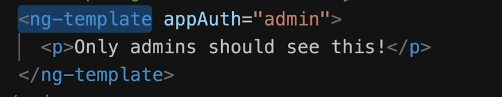 <ng-template appAuth="admin">
<p>Only admins should see this!</p>
</ng-template>